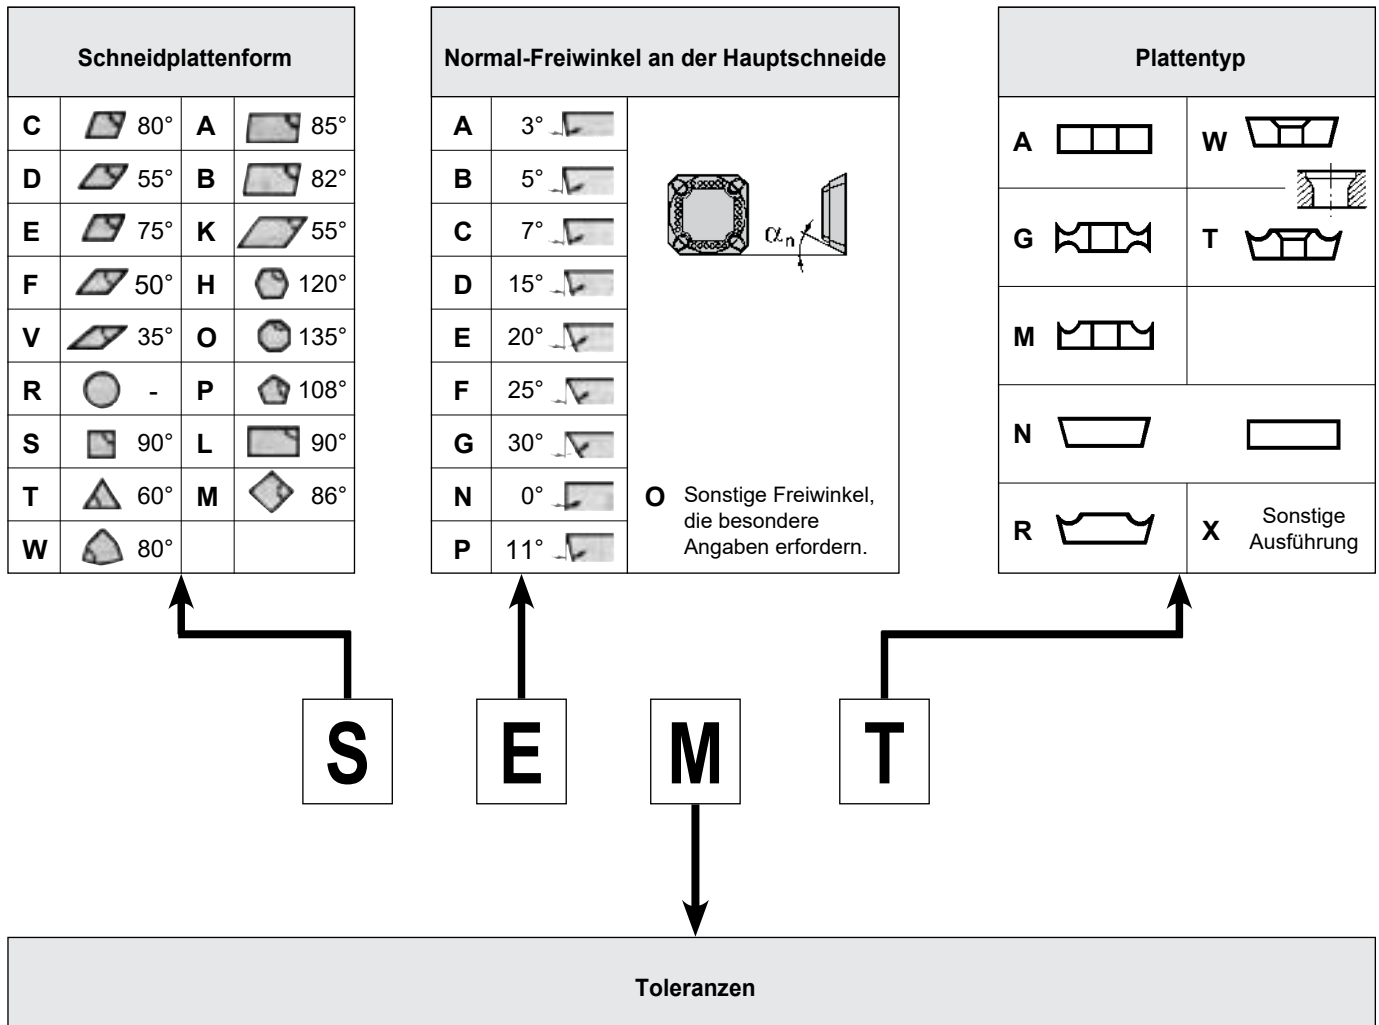 Schneidplattenform
C 80° A 85°
D 55° B 82°
E 75° K 55°
F 50° H 120°
V 35° O 135°
R - P 108°
S 90° L 90°
T 60° M 86°
W 80°
Normal-Freiwinkel an der Hauptschneide
A 3°
B 5°
C 7°
D 15°
E 20°
F 25°
G 30°
N 0°
P 11°
αn
O Sonstige Freiwinkel,
die besondere
Angaben erfordern.
Plattentyp
A W
G T
M
N
R X Sonstige
Ausführung
S E M T
Toleranzen